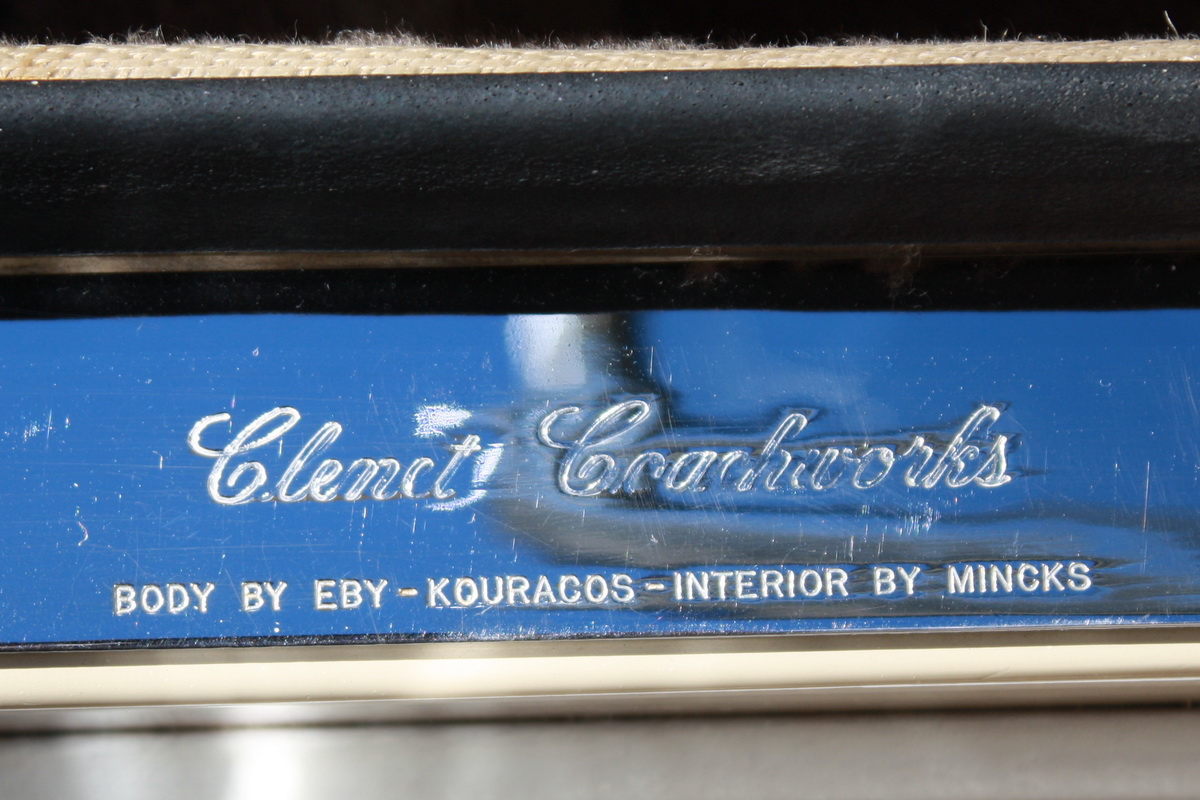 Clenet Coachworks
BODY BY EBY-KOURACOS-INTERIOR BY MINCKS